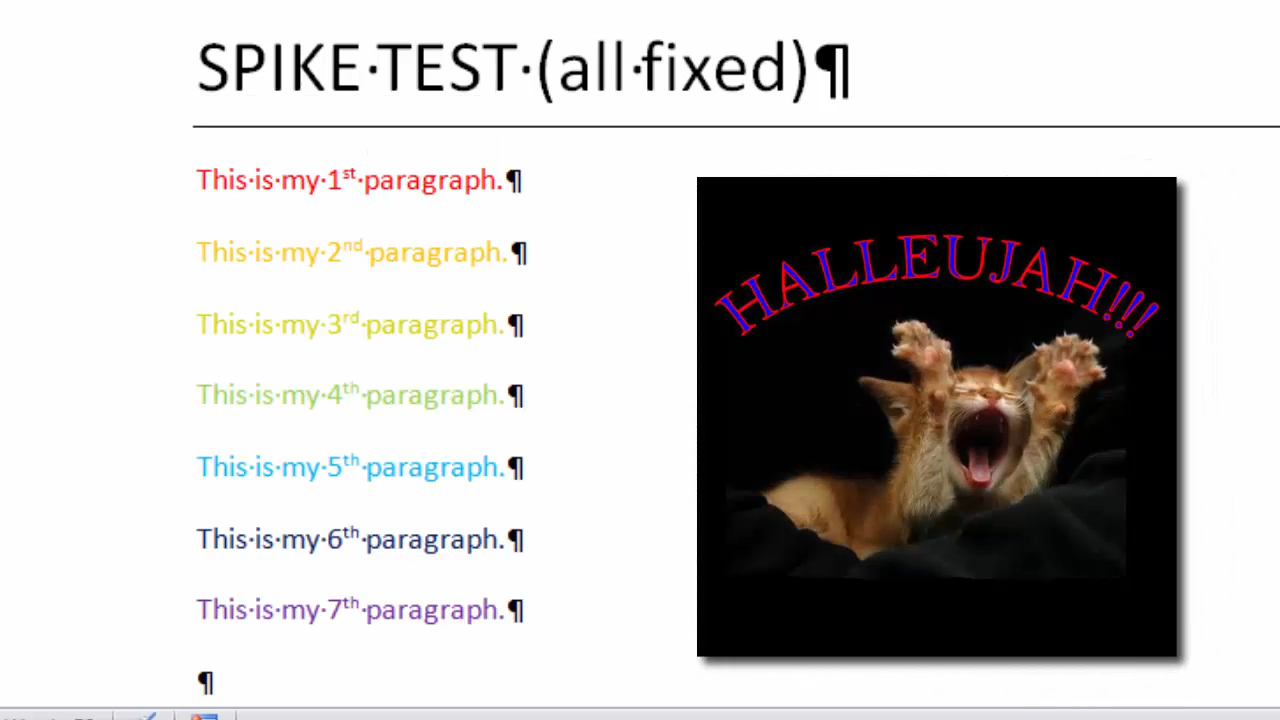 SPIKE·TEST·(all·fixed)¶
This·is·my·1st·paragraph.¶
This·is·my·2nd·paragraph.¶
This·is·my·3rd·paragraph.¶
This·is·my·4th·paragraph.¶
This·is·my·5th·paragraph.¶
This·is·my·6th·paragraph.¶
This·is·my·7th·paragraph.¶
¶
HALLEUJAH!!!